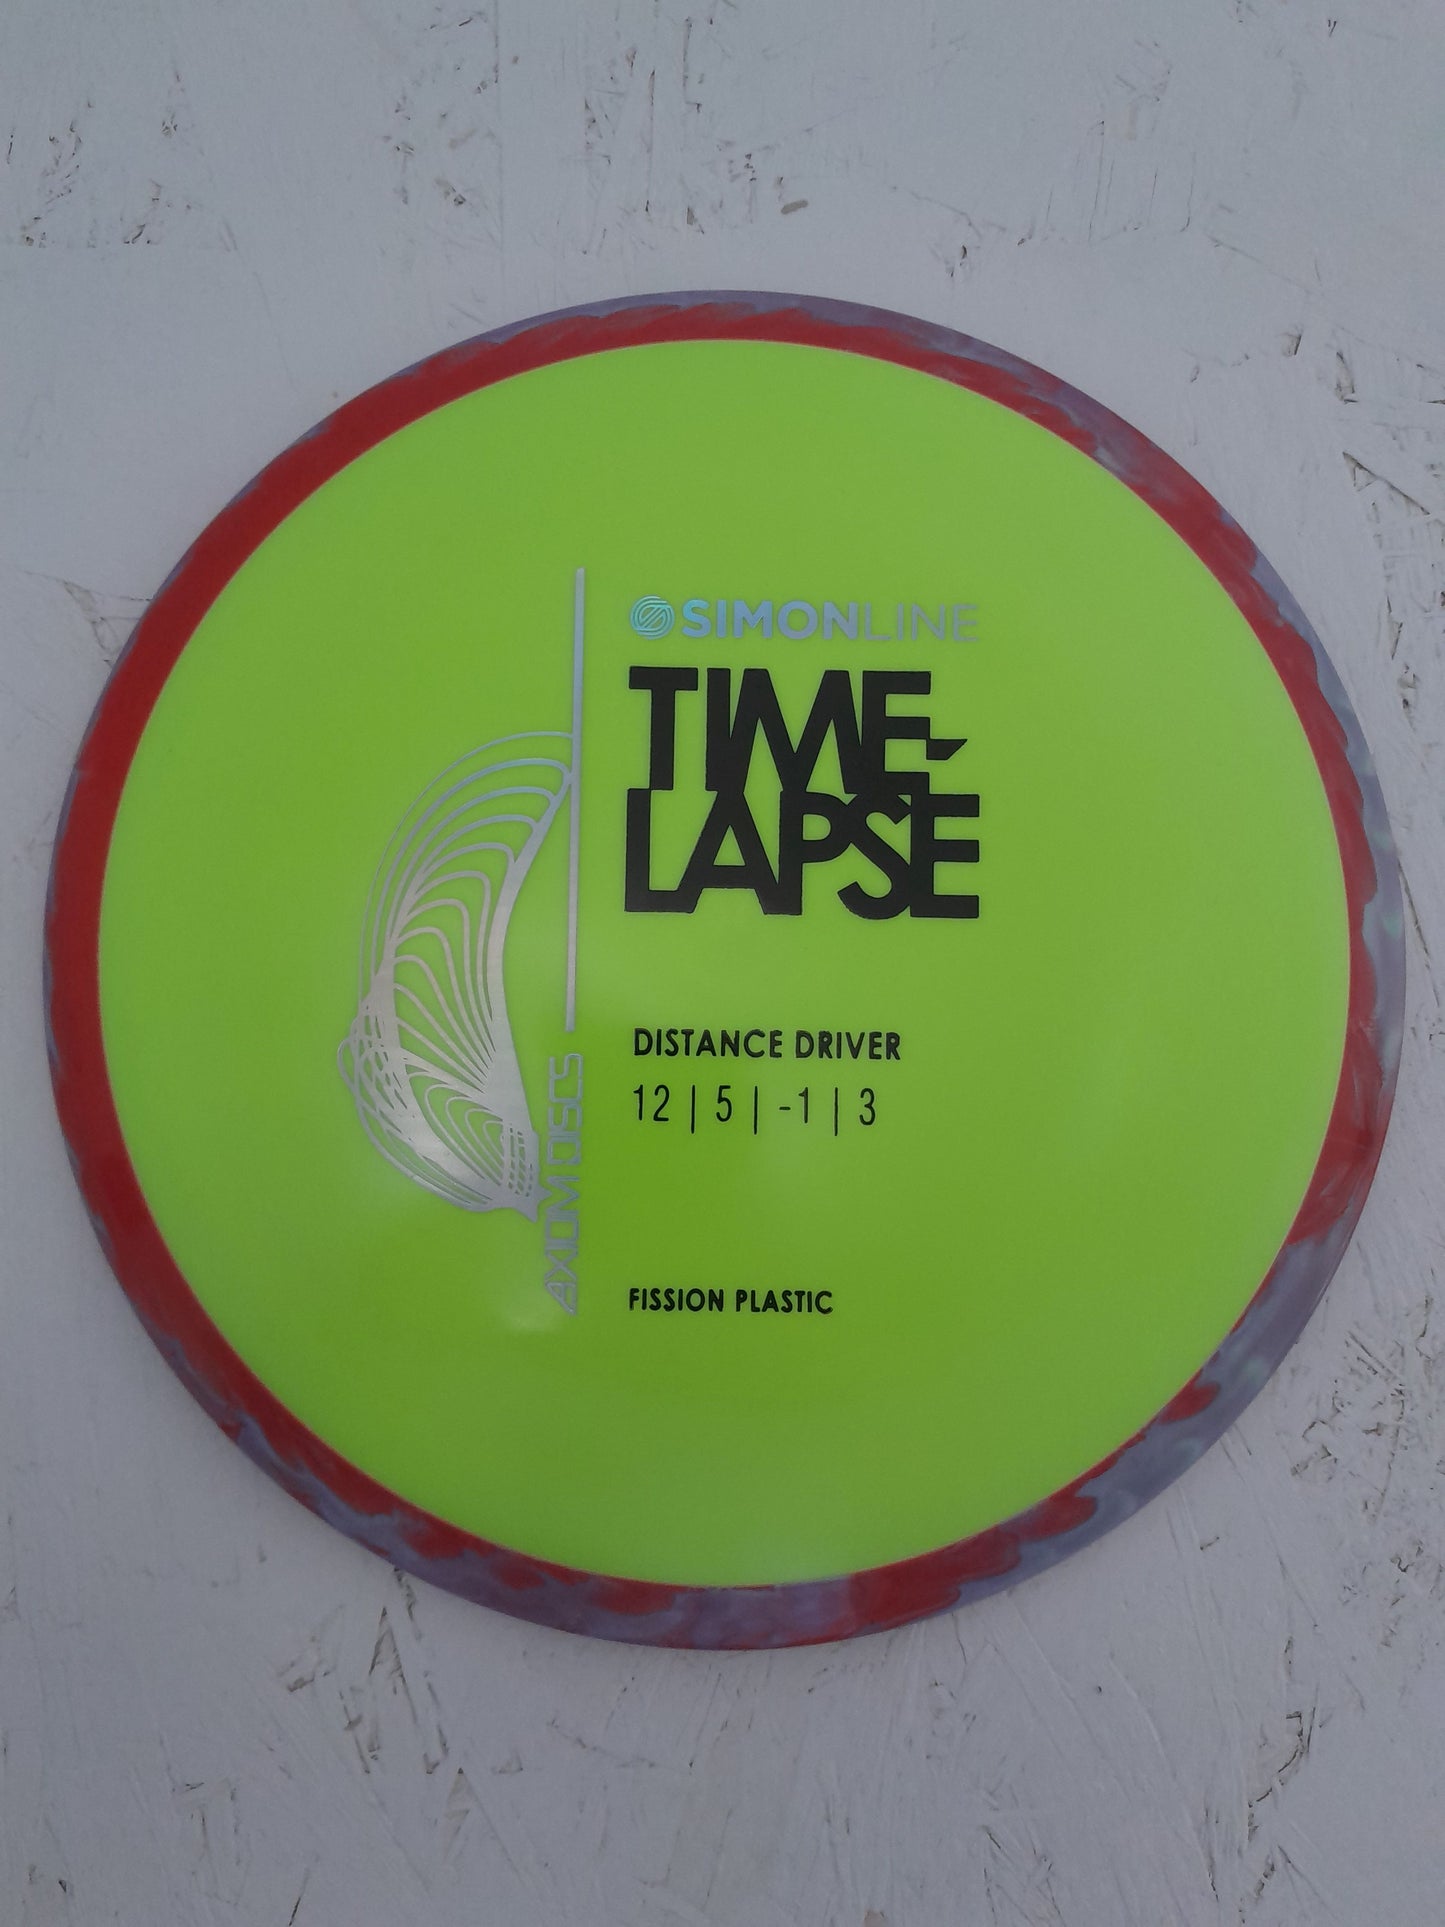 SIMONLINE
TIME-
LAPSE
DISTANCE DRIVER
12 | 5 | -1 | 3
FISSION PLASTIC
AXIOM DISCS